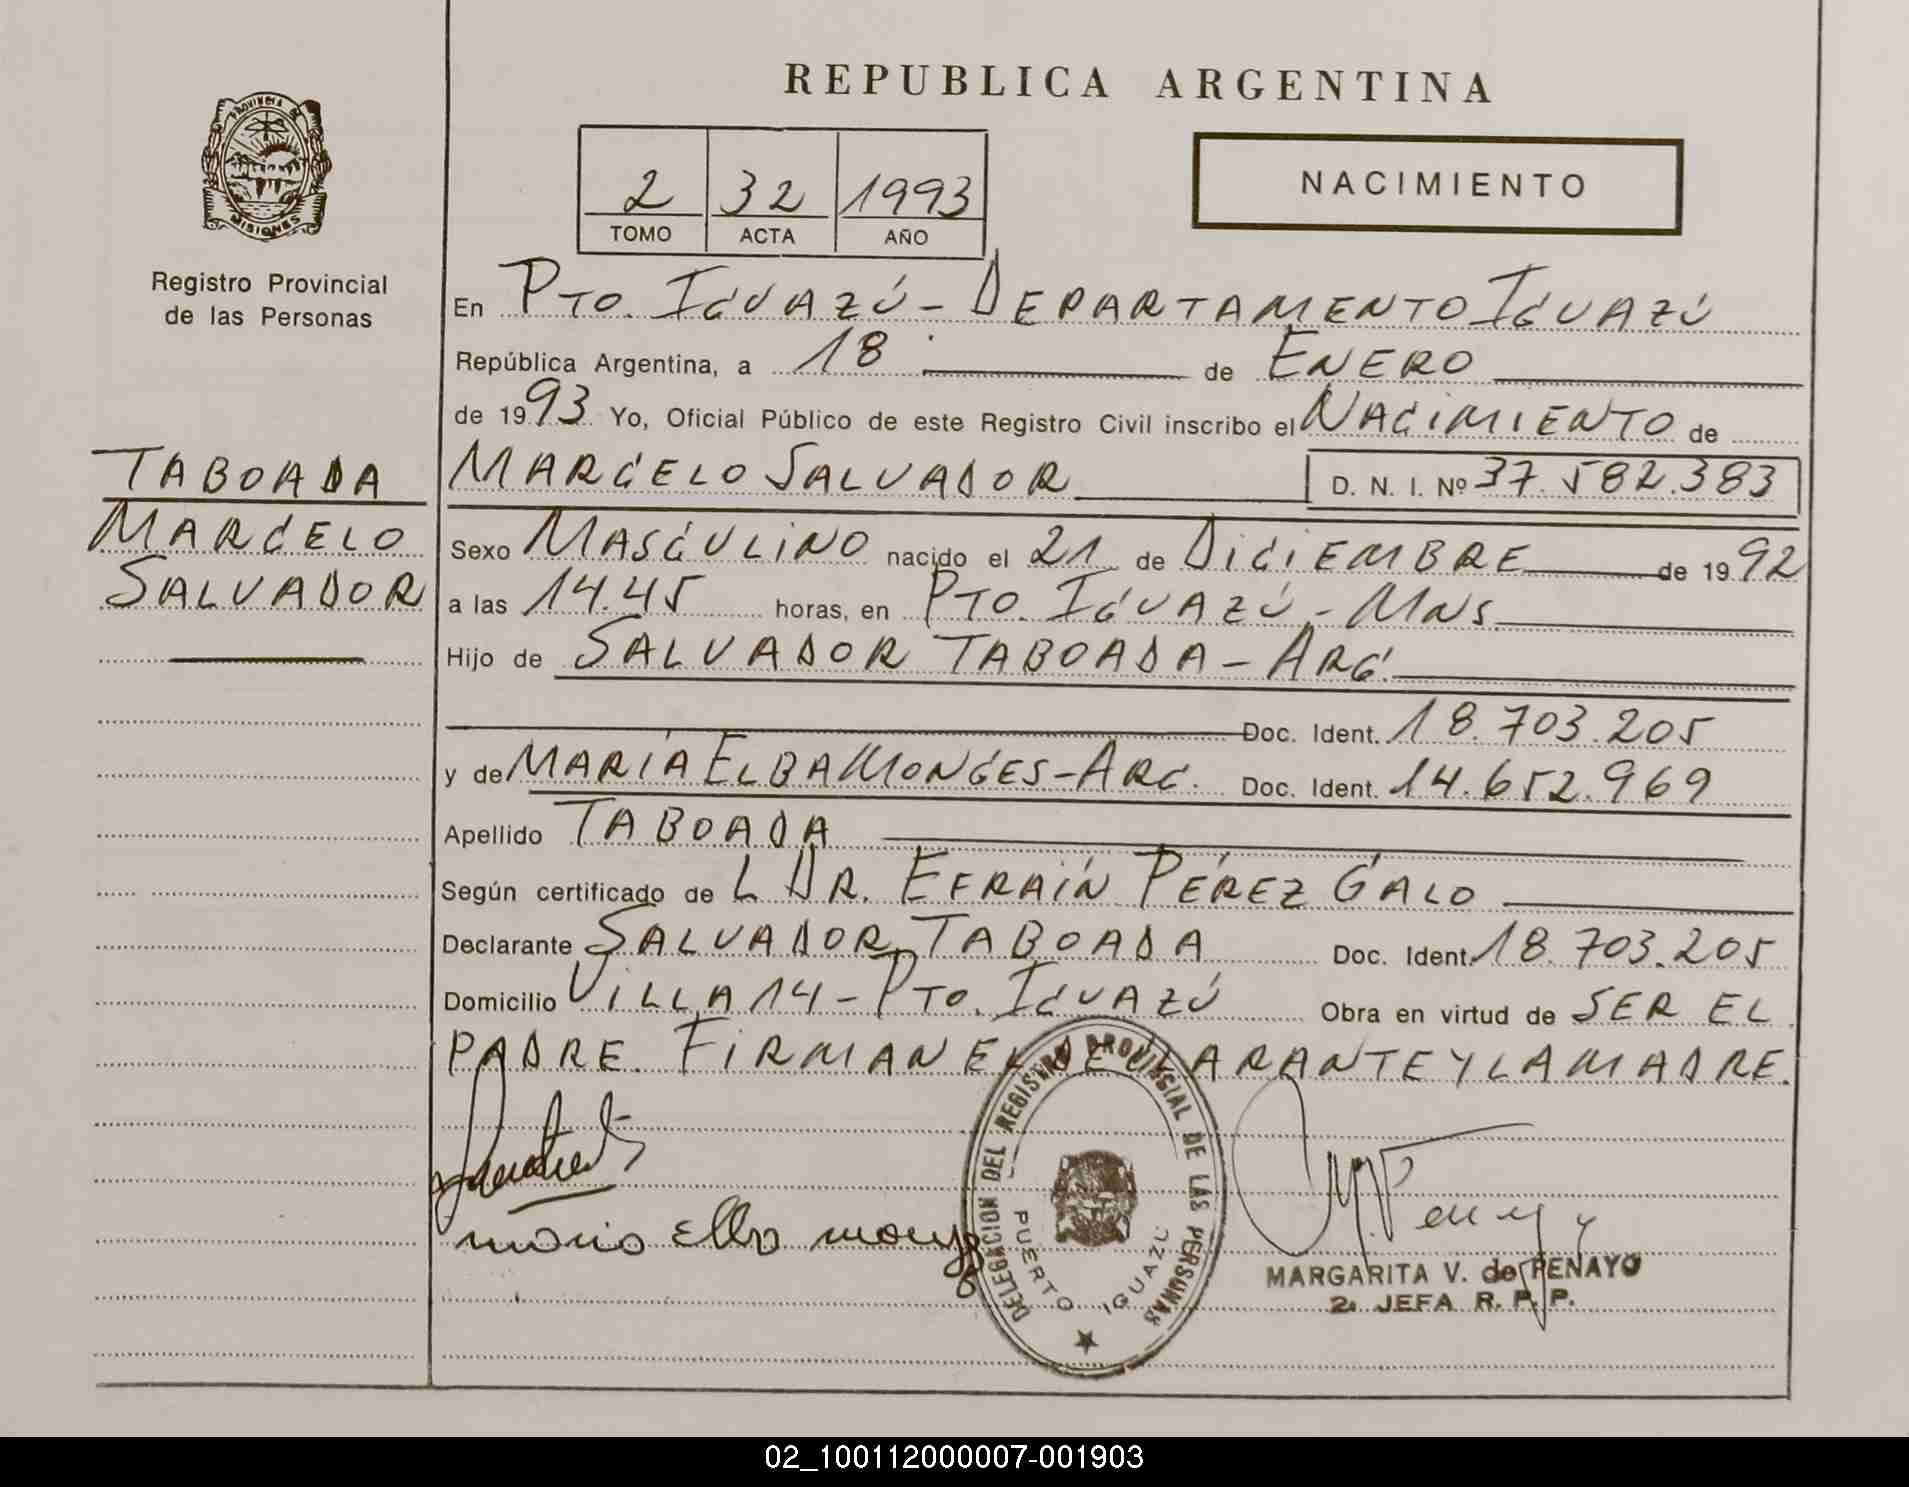 REPUBLICA ARGENTINA
PROVINCIA DE
MISIONES
Registro Provincial
de las Personas
2 32 1993
TOMO ACTA AÑO
NACIMIENTO
TABOADA
MARCELO
SALVADOR
En PTO. IGUAZÚ - DEPARTAMENTO IGUAZÚ
República Argentina, a 18 de ENERO
de 1993 Yo, Oficial Público de este Registro Civil inscribo el NACIMIENTO de
MARCELO SALVADOR D. N. I. Nº 37.582.383
Sexo MASCULINO nacido el 21 de DICIEMBRE de 1992
a las 14.45 horas, en PTO. IGUAZÚ - MNS.
Hijo de SALVADOR TABOADA - ARG.
Doc. Ident. 18.703.205
y de MARÍA ELBA MONGES - ARG. Doc. Ident. 14.652.969
Apellido TABOADA
Según certificado de L DR. EFRAÍN PÉREZ GALO
Declarante SALVADOR TABOADA Doc. Ident. 18.703.205
Domicilio VILLA 14 - PTO. IGUAZÚ Obra en virtud de SER EL
PADRE. FIRMAN EL DECLARANTE Y LA MADRE.
maria elba monges
DELEGACION DEL REGISTRO PROVINCIAL DE LAS PERSONAS
PUERTO IGUAZU
MARGARITA V. de PENAYO
2a JEFA R. P. P.
02_100112000007-001903